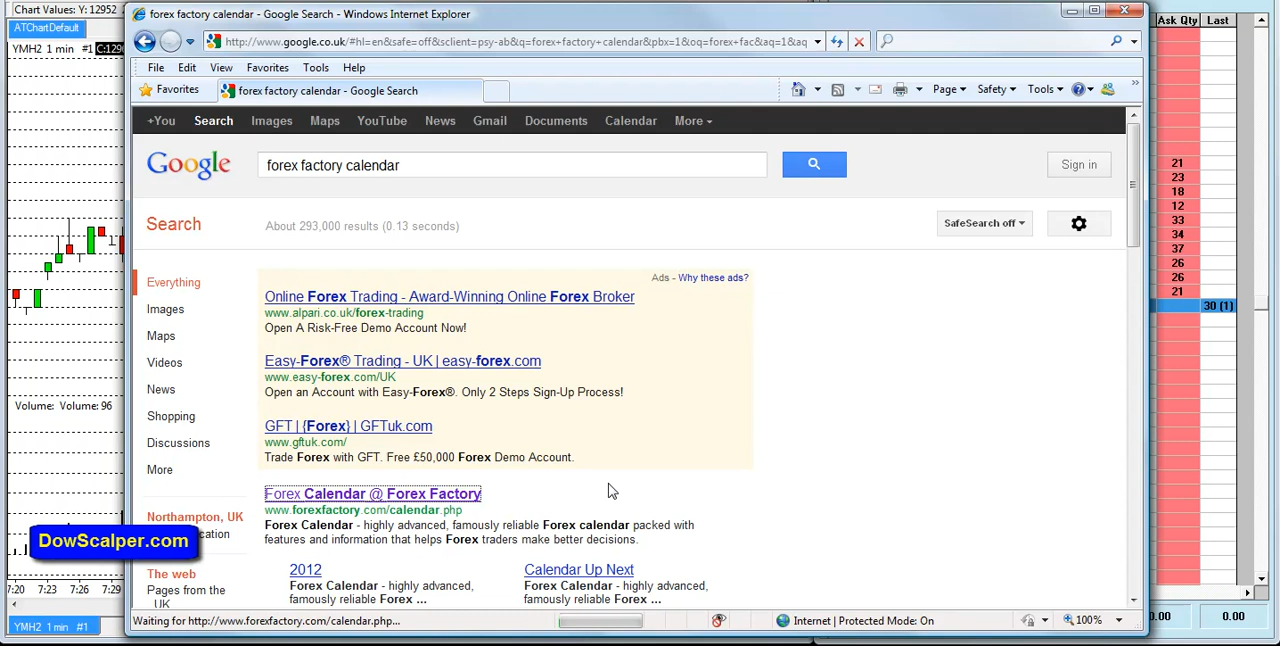 Chart Values: Y: 12952
ATChartDefault
YMH2 1 min #1
forex factory calendar - Google Search - Windows Internet Explorer
http://www.google.co.uk/#hl=en&safe=off&sclient=psy-ab&q=forex+factory+calendar&pbx=1&oq=forex+fac&aq=1&aq
File Edit View Favorites Tools Help
Favorites
forex factory calendar - Google Search
Page Safety Tools
+You Search Images Maps YouTube News Gmail Documents Calendar More
Google
forex factory calendar
Sign in
Search
About 293,000 results (0.13 seconds)
SafeSearch off
Everything
Images
Maps
Videos
News
Shopping
Discussions
More
Northampton, UK
The web
Pages from the
UK
Ads - Why these ads?
Online Forex Trading - Award-Winning Online Forex Broker
www.alpari.co.uk/forex-trading
Open A Risk-Free Demo Account Now!
Easy-Forex® Trading - UK | easy-forex.com
www.easy-forex.com/UK
Open an Account with Easy-Forex®. Only 2 Steps Sign-Up Process!
GFT | {Forex} | GFTuk.com
www.gftuk.com/
Trade Forex with GFT. Free £50,000 Forex Demo Account.
Forex Calendar @ Forex Factory
www.forexfactory.com/calendar.php
Forex Calendar - highly advanced, famously reliable Forex calendar packed with
features and information that helps Forex traders make better decisions.
2012
Forex Calendar - highly advanced,
famously reliable Forex ...
Calendar Up Next
Forex Calendar - highly advanced,
famously reliable Forex ...
Waiting for http://www.forexfactory.com/calendar.php...
Internet | Protected Mode: On
100%
Volume: Volume: 96
DowScalper.com
7:20 7:23 7:26 7:29
YMH2 1 min #1
Ask Qty Last
21
23
18
12
33
34
37
26
26
21
30 (1)
0.00